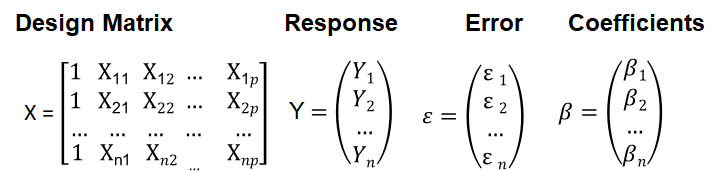 Design Matrix Response Error Coefficients
1 X₁₁ X₁₂ ... X₁ₚ Y₁ ε₁ β₁
1 X₂₁ X₂₂ ... X₂ₚ Y₂ ε₂ β₂
X = Y = ε = β =
... ... ... ... ... ... ...
1 Xₙ₁ Xₙ₂ ... Xₙₚ Yₙ εₙ βₙ